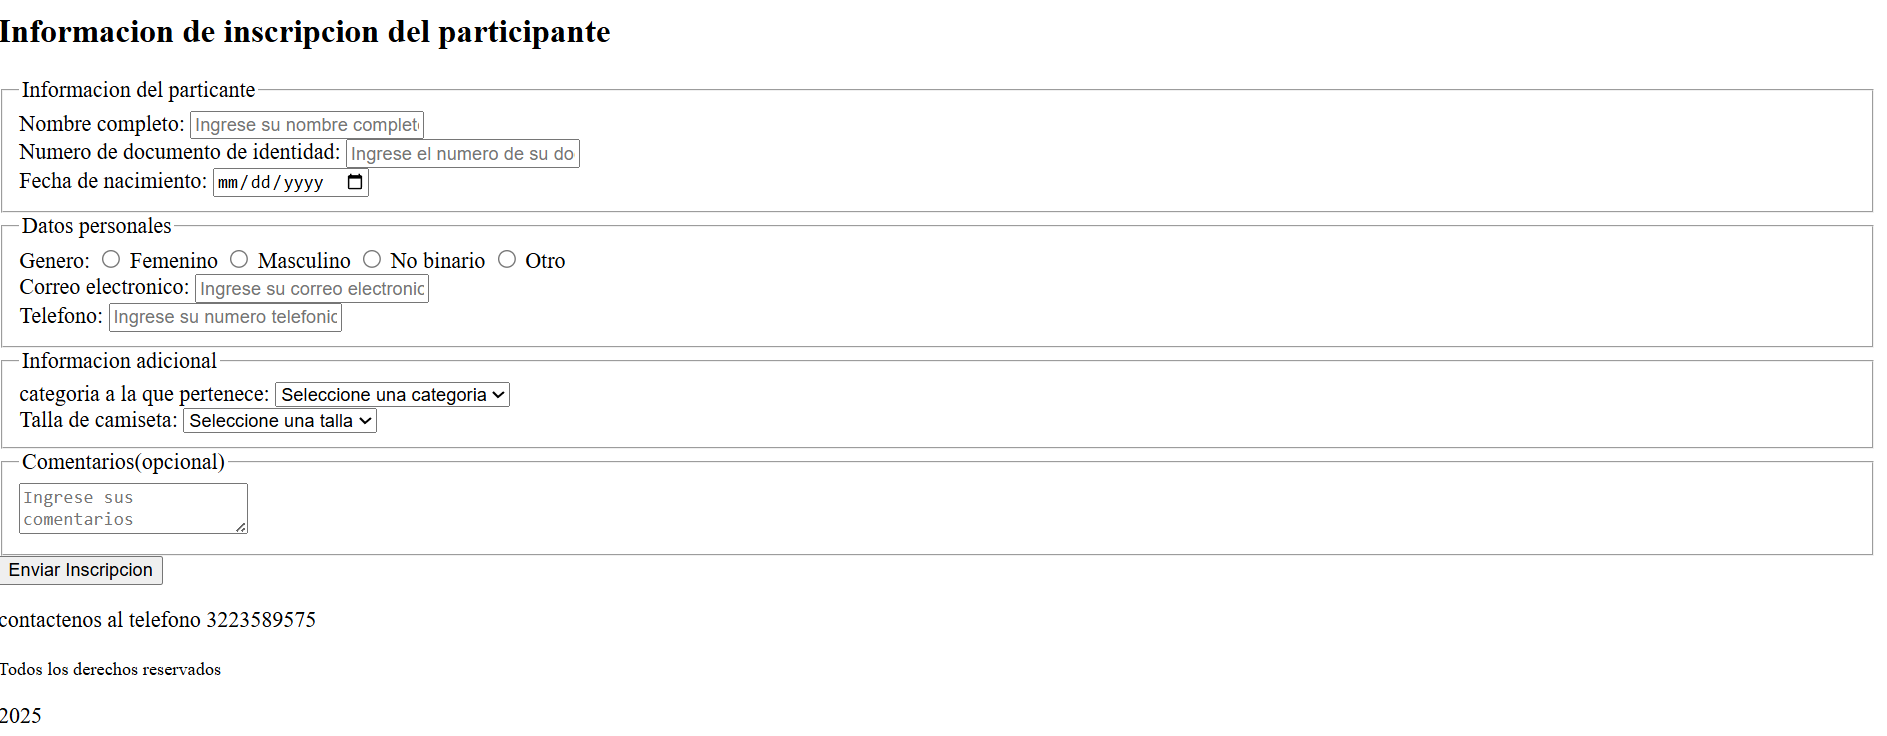 Informacion de inscripcion del participante
Informacion del particante
Nombre completo: Ingrese su nombre complet
Numero de documento de identidad: Ingrese el numero de su do
Fecha de nacimiento: mm/dd/yyyy
Datos personales
Genero: Femenino Masculino No binario Otro
Correo electronico: Ingrese su correo electronic
Telefono: Ingrese su numero telefonic
Informacion adicional
categoria a la que pertenece: Seleccione una categoria
Talla de camiseta: Seleccione una talla
Comentarios(opcional)
Ingrese sus
comentarios
Enviar Inscripcion
contactenos al telefono 3223589575
Todos los derechos reservados
2025